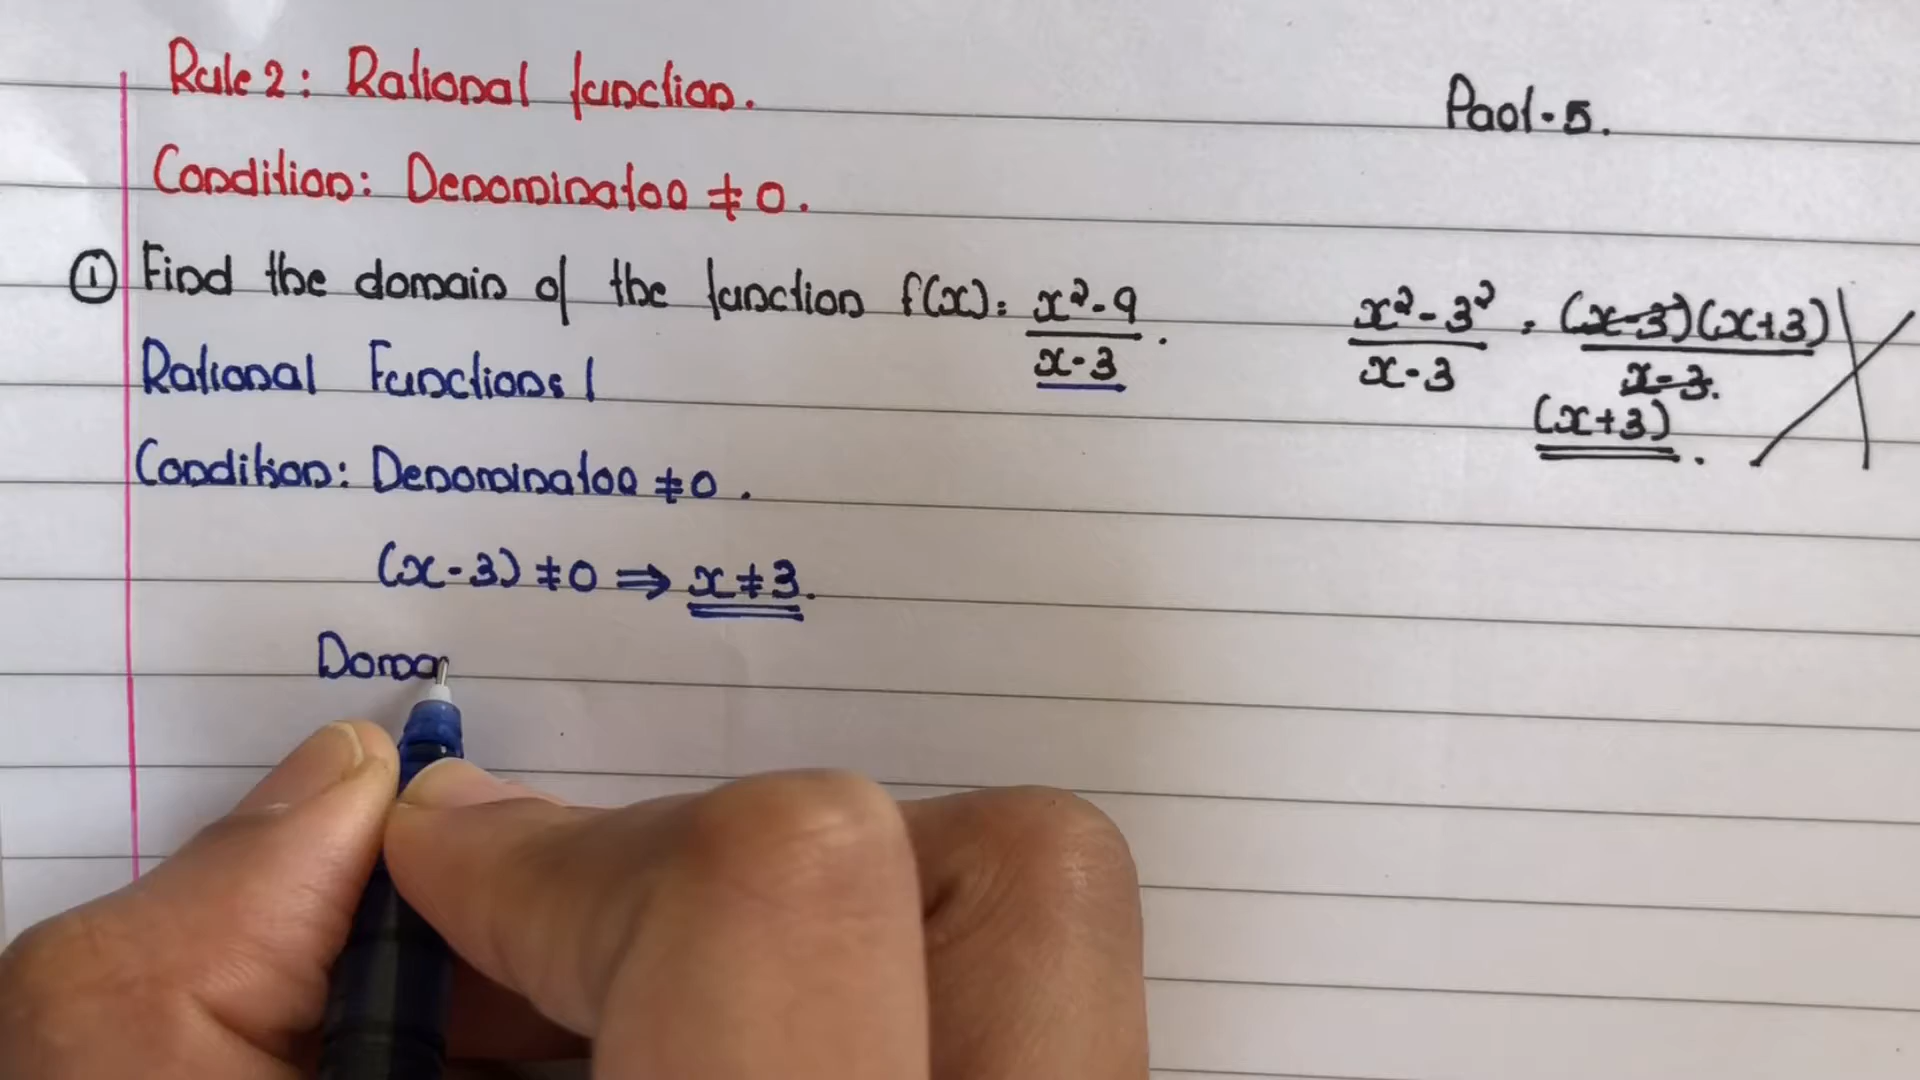 Rule 2: Rational function.
Part-5.
Condition: Denominator ≠ 0.
① Find the domain of the function f(x) = x²-9 / x-3 .
x²-3² / x-3 = (x-3)(x+3) / x-3.
(x+3).
Rational Functions!
Condition: Denominator ≠ 0.
(x-3) ≠ 0 ⇒ x ≠ 3.
Doma